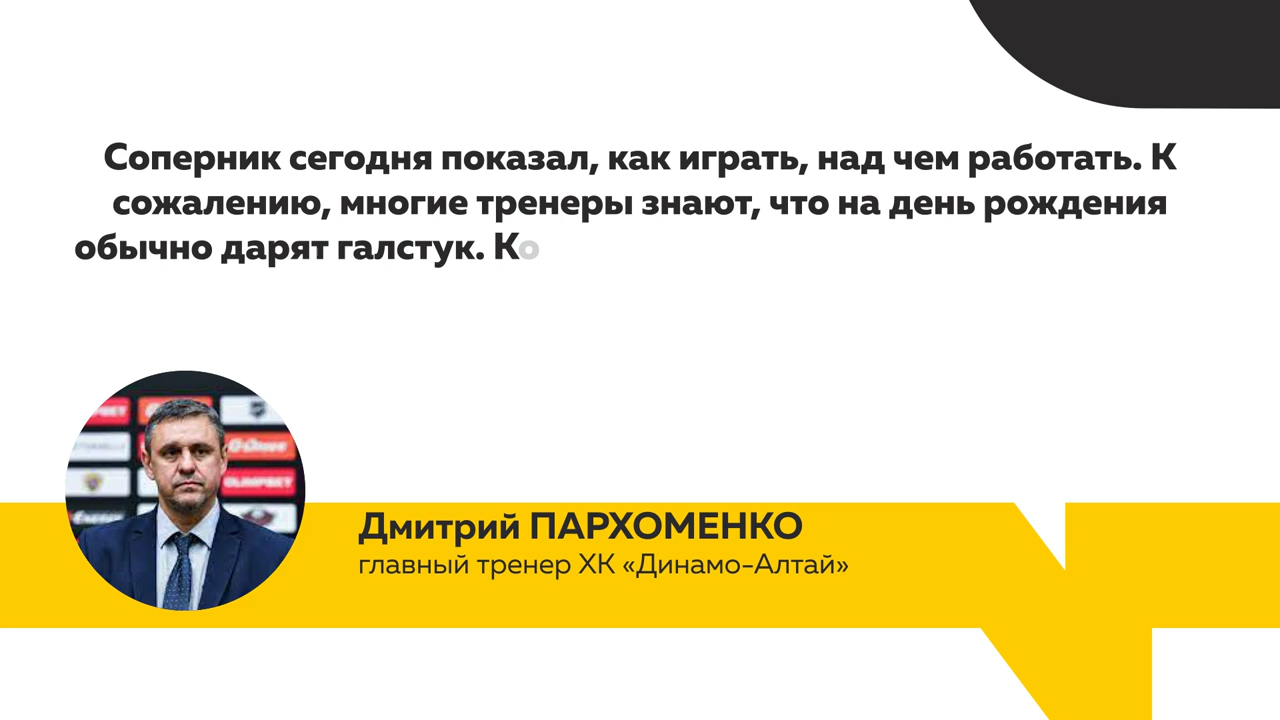 Соперник сегодня показал, как играть, над чем работать. К
сожалению, многие тренеры знают, что на день рождения
обычно дарят галстук. Ко
OLIMPBET
Дмитрий ПАРХОМЕНКО
главный тренер ХК «Динамо-Алтай»